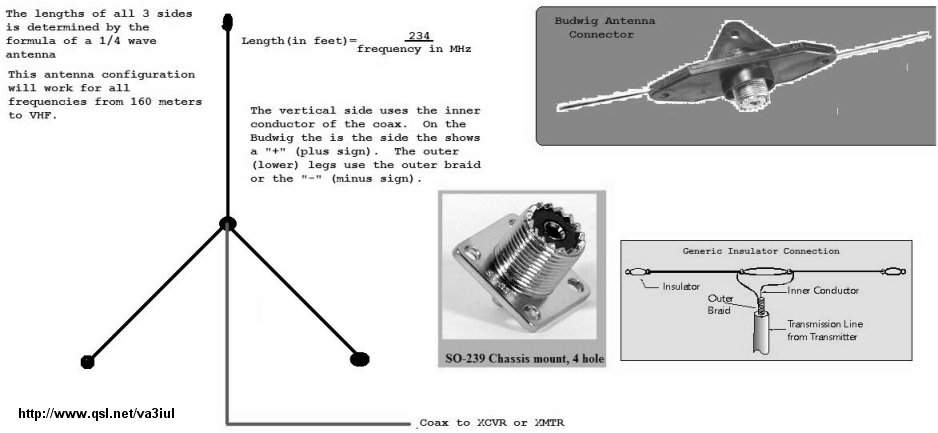 The lengths of all 3 sides
is determined by the
formula of a 1/4 wave
antenna
This antenna configuration
will work for all
frequencies from 160 meters
to VHF.
Length(in feet)= 234
frequency in MHz
The vertical side uses the inner
conductor of the coax. On the
Budwig the is the side the shows
a "+" (plus sign). The outer
(lower) legs use the outer braid
or the "-" (minus sign).
Budwig Antenna
Connector
SO-239 Chassis mount, 4 hole
Generic Insulator Connection
Insulator
Inner Conductor
Outer
Braid
Transmission Line
from Transmitter
http://www.qsl.net/va3iul
Coax to XCVR or XMTR